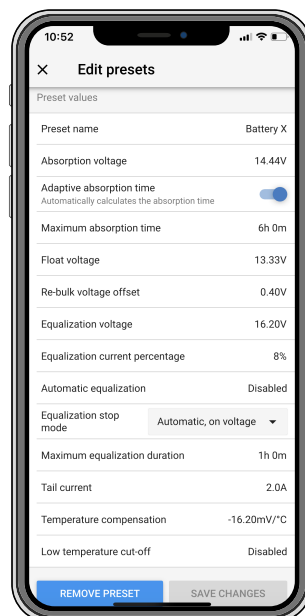 10:52
Edit presets
Preset values
Preset name Battery X
Absorption voltage 14.44V
Adaptive absorption time
Automatically calculates the absorption time
Maximum absorption time 6h 0m
Float voltage 13.33V
Re-bulk voltage offset 0.40V
Equalization voltage 16.20V
Equalization current percentage 8%
Automatic equalization Disabled
Equalization stop mode Automatic, on voltage
Maximum equalization duration 1h 0m
Tail current 2.0A
Temperature compensation -16.20mV/°C
Low temperature cut-off Disabled
REMOVE PRESET SAVE CHANGES